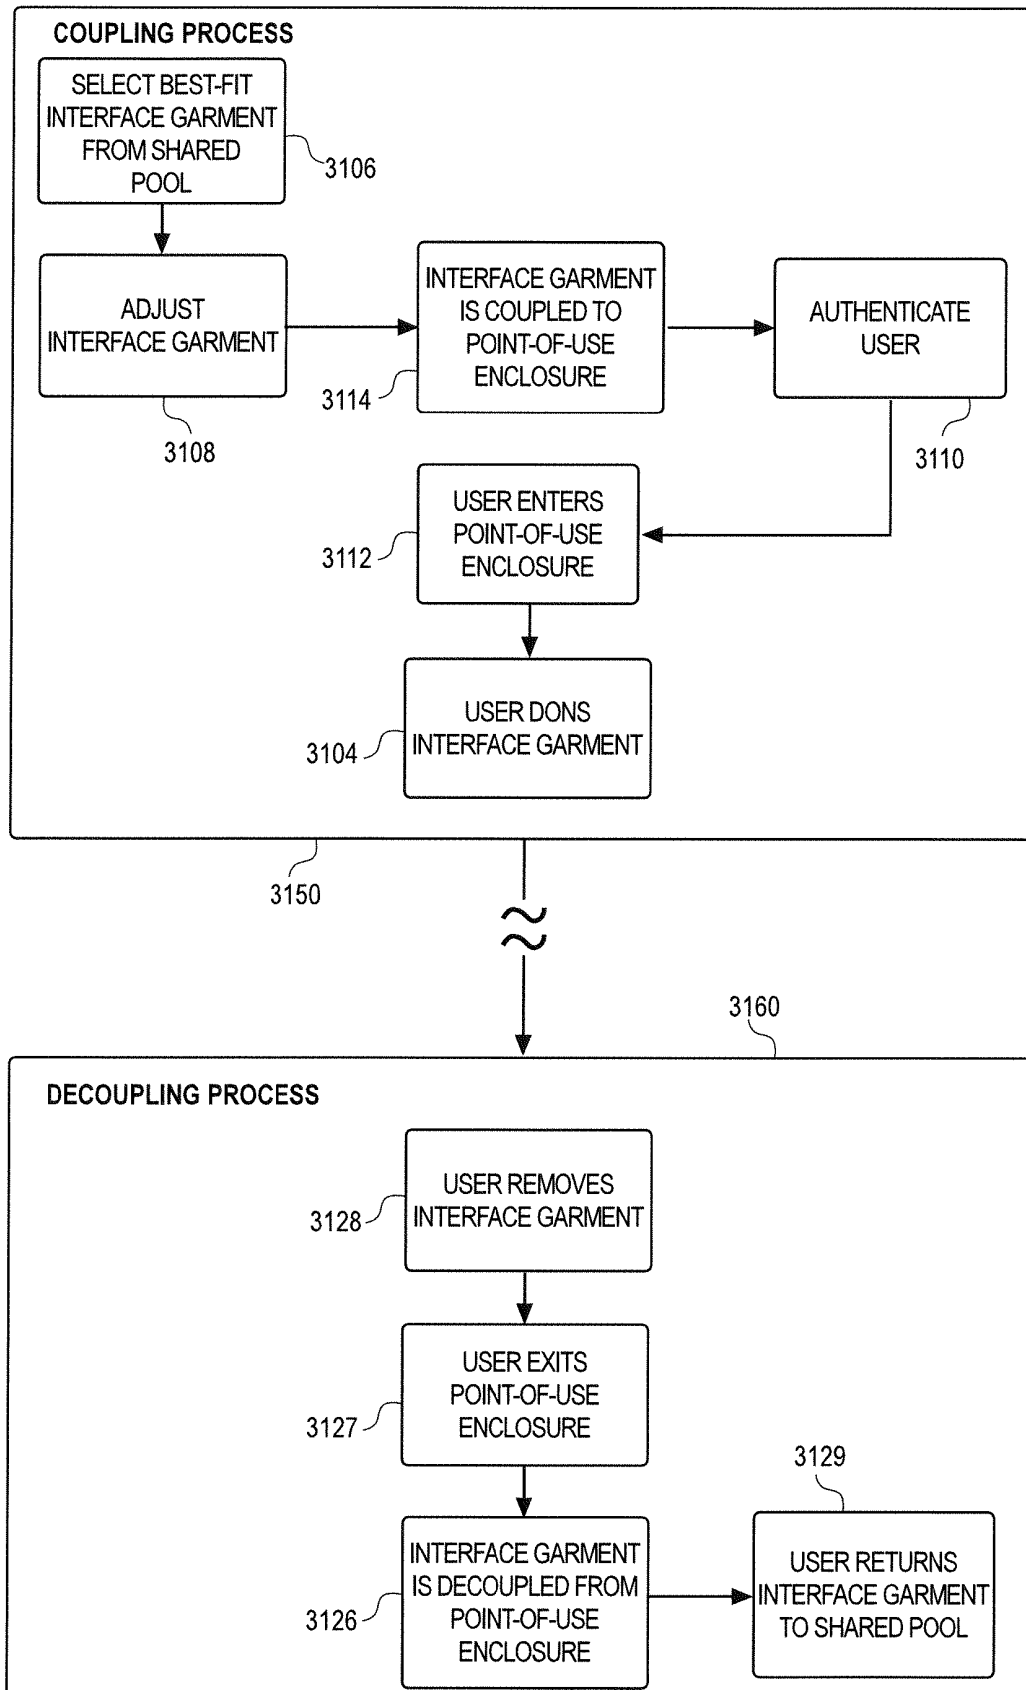 COUPLING PROCESS
SELECT BEST-FIT
INTERFACE GARMENT
FROM SHARED
POOL
3106
ADJUST
INTERFACE GARMENT
3108
INTERFACE GARMENT
IS COUPLED TO
POINT-OF-USE
ENCLOSURE
3114
AUTHENTICATE
USER
3110
USER ENTERS
POINT-OF-USE
ENCLOSURE
3112
USER DONS
INTERFACE GARMENT
3104
3150
3160
DECOUPLING PROCESS
USER REMOVES
INTERFACE GARMENT
3128
USER EXITS
POINT-OF-USE
ENCLOSURE
3127
INTERFACE GARMENT
IS DECOUPLED FROM
POINT-OF-USE
ENCLOSURE
3126
3129
USER RETURNS
INTERFACE GARMENT
TO SHARED POOL